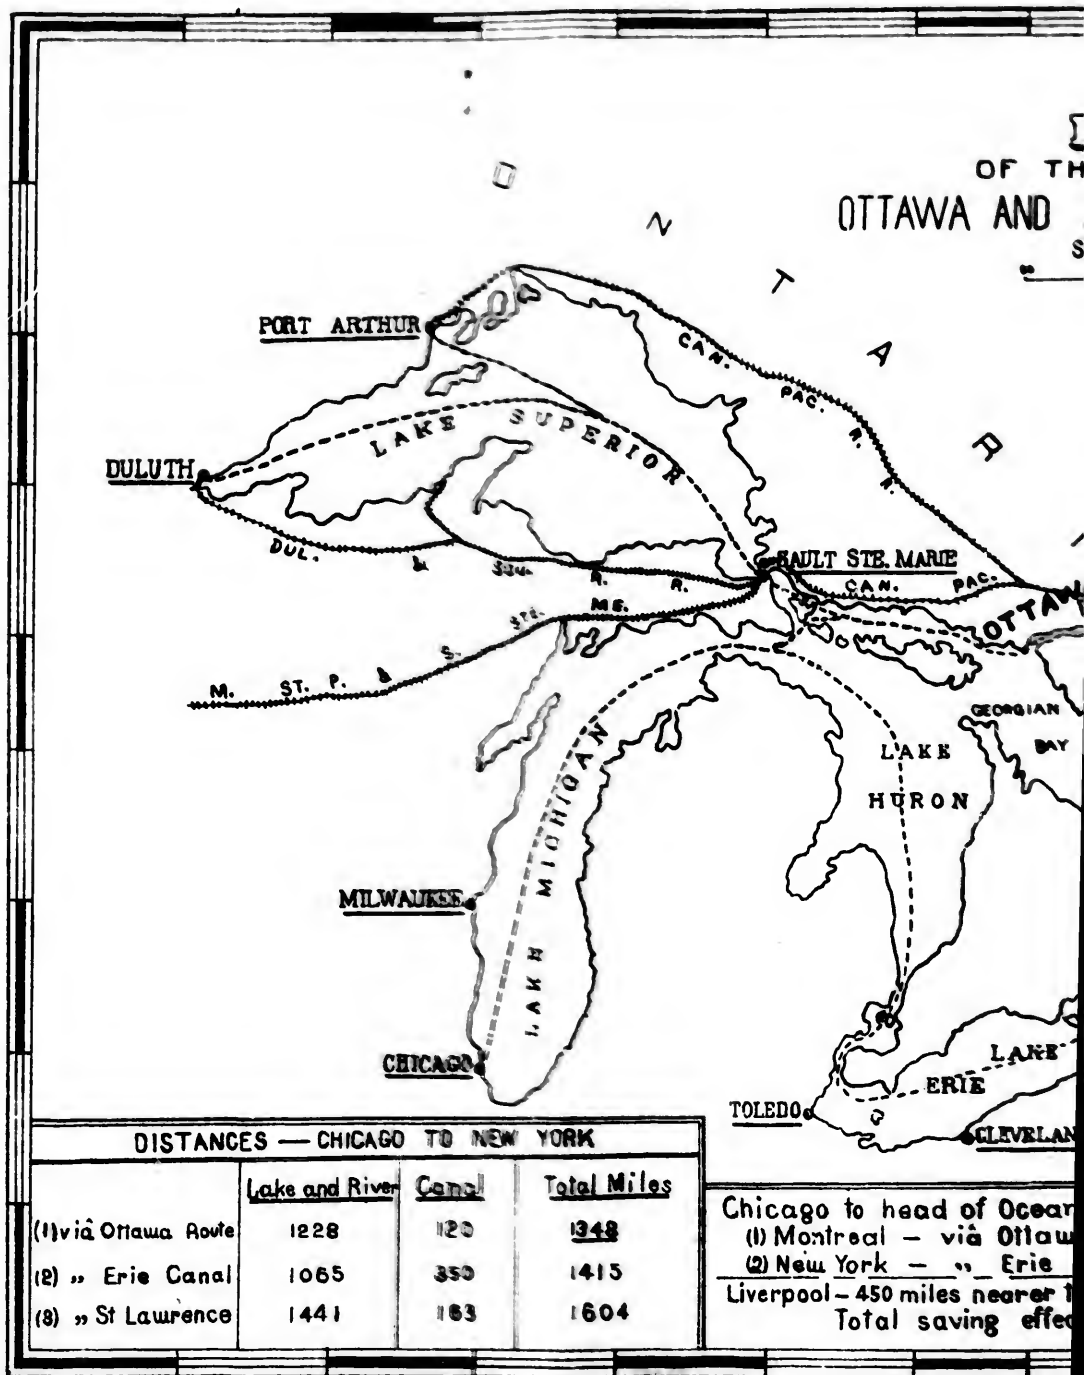 OF TH
OTTAWA AND
S
O N T A R I
PORT ARTHUR
CAN. PAC. R. R.
LAKE SUPERIOR
DULUTH
DUL. & S.S.M. R. R.
SAULT STE. MARIE
CAN. PAC.
OTTAW
M. ST. P. & S. STE. ME.
GEORGIAN
BAY
LAKE
HURON
LAKE MICHIGAN
MILWAUKEE
CHICAGO
LAKE
ERIE
TOLEDO
CLEVELAN
DISTANCES — CHICAGO TO NEW YORK
Lake and River Canal Total Miles
(1) viâ Ottawa Route 1228 120 1348
(2) „ Erie Canal 1065 350 1415
(3) „ St Lawrence 1441 163 1604
Chicago to head of Ocean
(1) Montreal – viâ Ottaw
(2) New York – „ Erie
Liverpool – 450 miles nearer t
Total saving effec